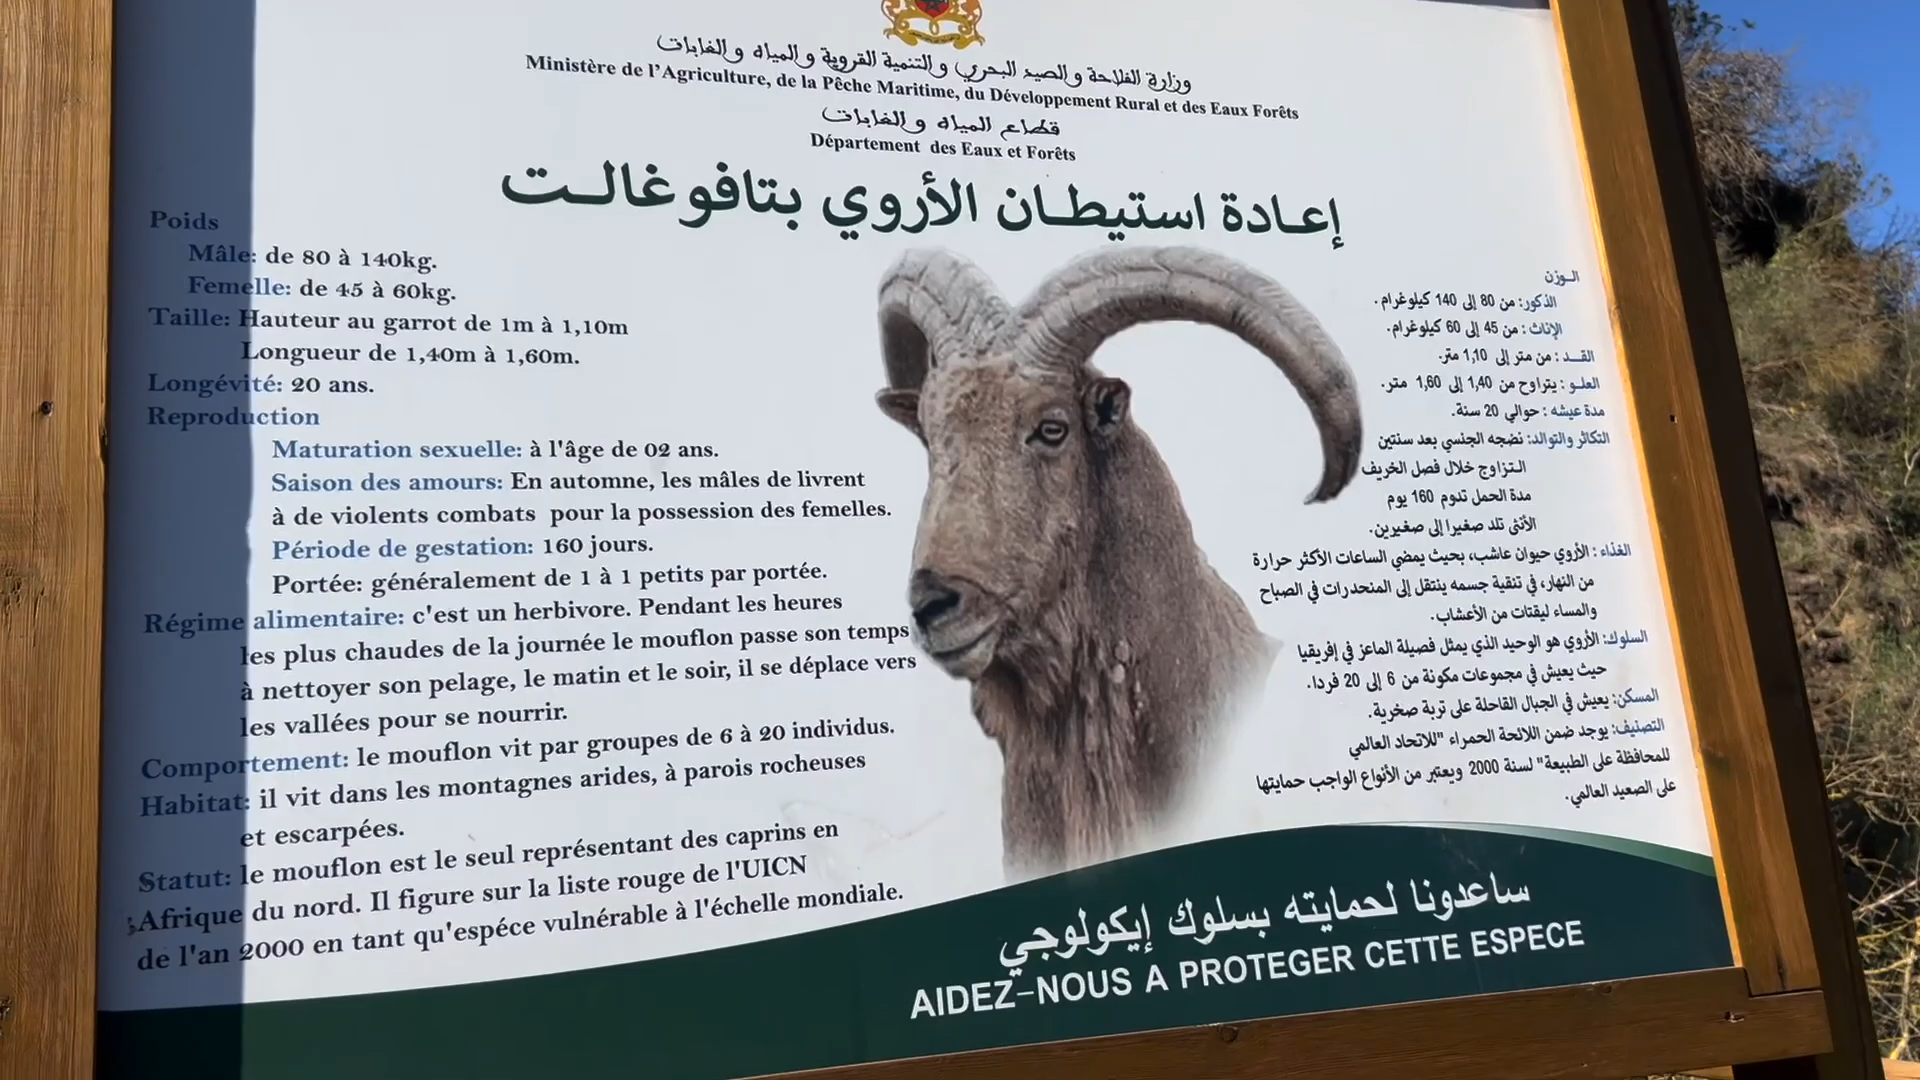 وزارة الفلاحة والصيد البحري والتنمية القروية والمياه والغابات
Ministère de l'Agriculture, de la Pêche Maritime, du Développement Rural et des Eaux Forêts
قطاع المياه والغابات
Département des Eaux et Forêts
إعادة استيطان الأروي بتافوغالت
Poids
Mâle: de 80 à 140kg.
Femelle: de 45 à 60kg.
Taille: Hauteur au garrot de 1m à 1,10m
Longueur de 1,40m à 1,60m.
Longévité: 20 ans.
Reproduction
Maturation sexuelle: à l'âge de 02 ans.
Saison des amours: En automne, les mâles de livrent
à de violents combats pour la possession des femelles.
Période de gestation: 160 jours.
Portée: généralement de 1 à 1 petits par portée.
Régime alimentaire: c'est un herbivore. Pendant les heures
les plus chaudes de la journée le mouflon passe son temps
à nettoyer son pelage, le matin et le soir, il se déplace vers
les vallées pour se nourrir.
Comportement: le mouflon vit par groupes de 6 à 20 individus.
Habitat: il vit dans les montagnes arides, à parois rocheuses
et escarpées.
Statut: le mouflon est le seul représentant des caprins en
Afrique du nord. Il figure sur la liste rouge de l'UICN
de l'an 2000 en tant qu'espéce vulnérable à l'échelle mondiale.
الوزن
الذكور: من 80 إلى 140 كيلوغرام.
الإناث : من 45 إلى 60 كيلوغرام.
القد : من متر إلى 1,10 متر.
العلو : يتراوح من 1,40 إلى 1,60 متر.
مدة عيشه : حوالي 20 سنة.
التكاثر والتوالد: نضجه الجنسي بعد سنتين
التزاوج خلال فصل الخريف
مدة الحمل تدوم 160 يوم
الأنثى تلد صغيرا إلى صغيرين.
الغذاء : الأروي حيوان عاشب، بحيث يمضي الساعات الأكثر حرارة
من النهار، في تنقية جسمه ينتقل إلى المنحدرات في الصباح
والمساء ليقتات من الأعشاب.
السلوك: الأروي هو الوحيد الذي يمثل فصيلة الماعز في إفريقيا
حيث يعيش في مجموعات مكونة من 6 إلى 20 فردا.
المسكن: يعيش في الجبال القاحلة على تربة صخرية.
التصنيف: يوجد ضمن اللائحة الحمراء "للاتحاد العالمي
للمحافظة على الطبيعة" لسنة 2000 ويعتبر من الأنواع الواجب حمايتها
على الصعيد العالمي.
ساعدونا لحمايته بسلوك إيكولوجي
AIDEZ-NOUS A PROTEGER CETTE ESPECE